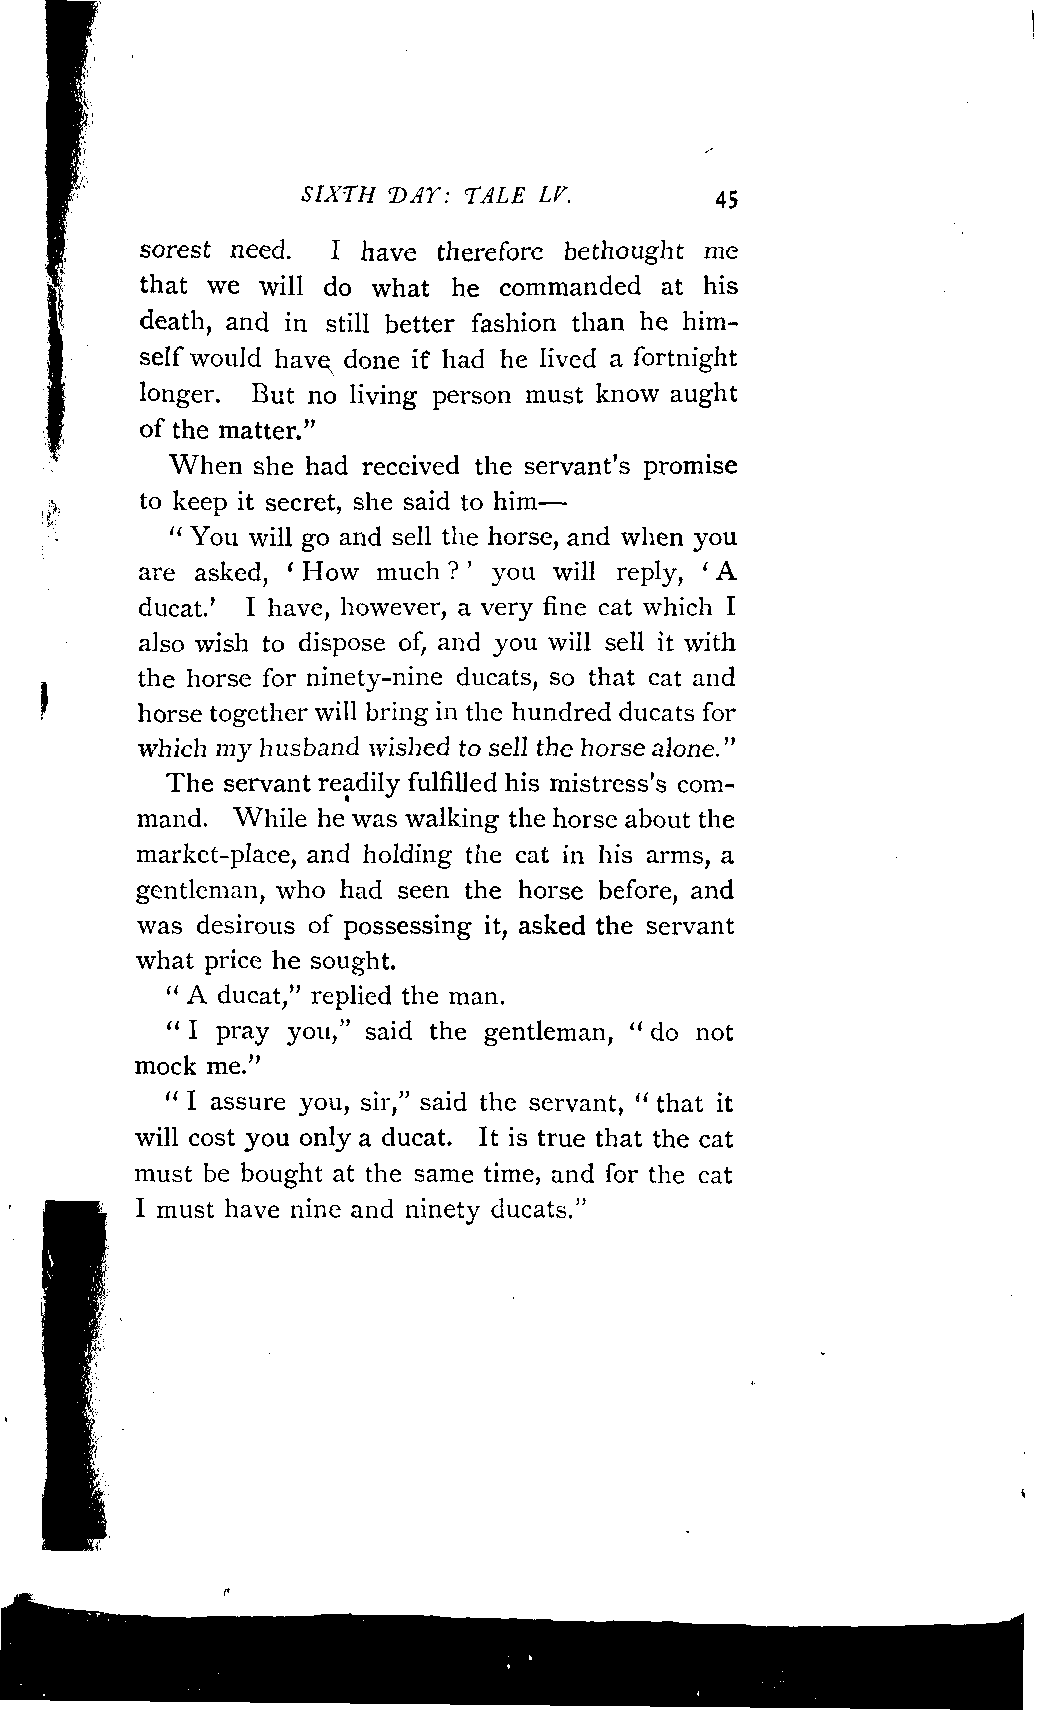 SIXTH DAY: TALE LV. 45
sorest need. I have therefore bethought me
that we will do what he commanded at his
death, and in still better fashion than he him-
self would have done if had he lived a fortnight
longer. But no living person must know aught
of the matter."
When she had received the servant's promise
to keep it secret, she said to him—
"You will go and sell the horse, and when you
are asked, 'How much?' you will reply, 'A
ducat.' I have, however, a very fine cat which I
also wish to dispose of, and you will sell it with
the horse for ninety-nine ducats, so that cat and
horse together will bring in the hundred ducats for
which my husband wished to sell the horse alone."
The servant readily fulfilled his mistress's com-
mand. While he was walking the horse about the
market-place, and holding the cat in his arms, a
gentleman, who had seen the horse before, and
was desirous of possessing it, asked the servant
what price he sought.
"A ducat," replied the man.
"I pray you," said the gentleman, "do not
mock me."
"I assure you, sir," said the servant, "that it
will cost you only a ducat. It is true that the cat
must be bought at the same time, and for the cat
I must have nine and ninety ducats."